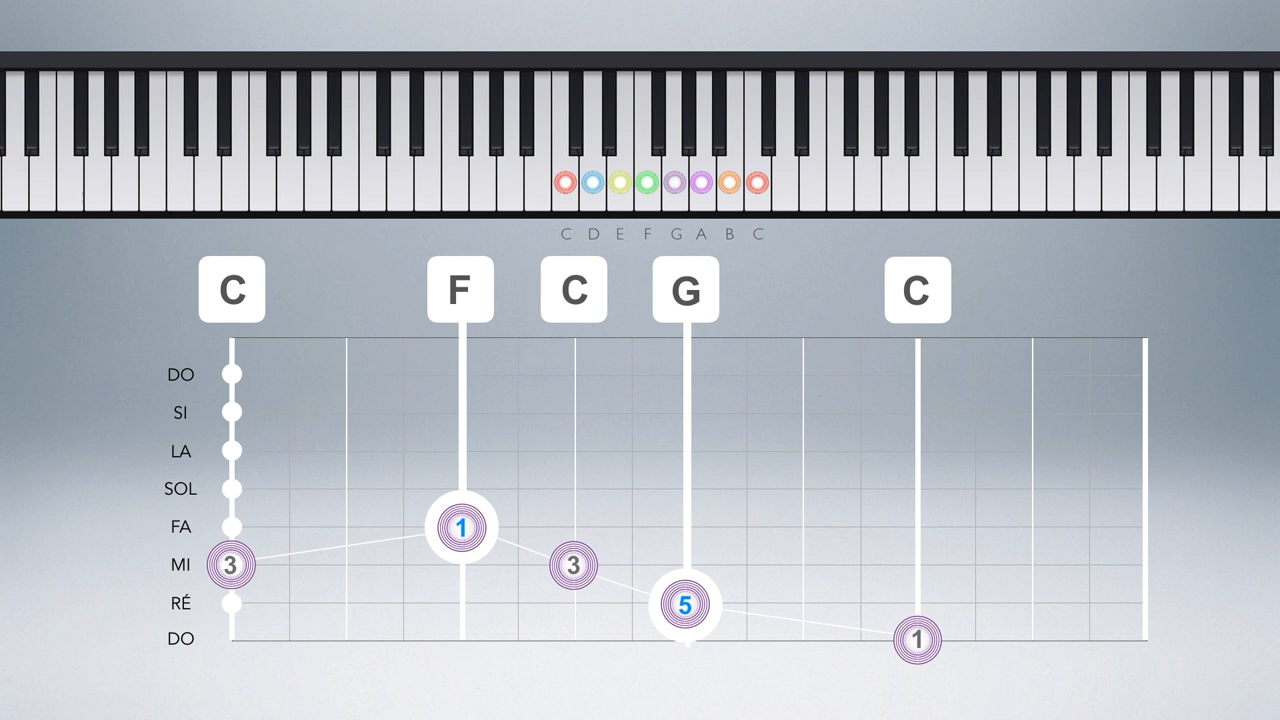 C D E F G A B C
C F C G C
DO
SI
LA
SOL
FA 1
MI 3 3
RÉ 5
DO 1